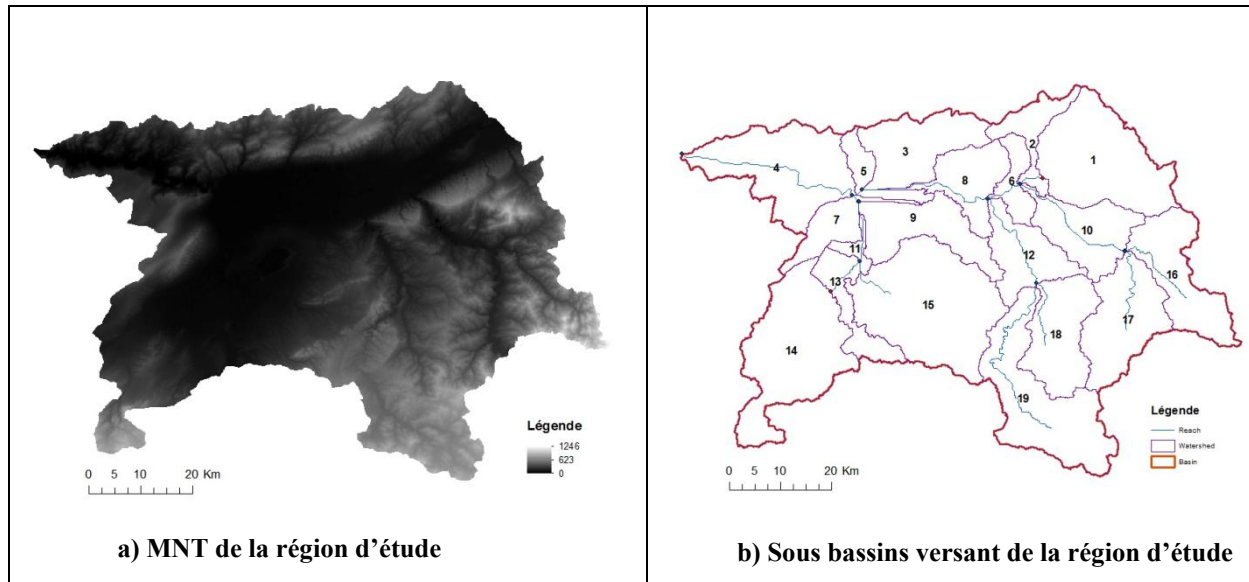 Légende
1246
623
0
0 5 10 20 Km
a) MNT de la région d’étude
1
2
3
4
5
6
7
8
9
10
11
12
13
14
15
16
17
18
19
Légende
Reach
Watershed
Basin
0 5 10 20 Km
b) Sous bassins versant de la région d’étude